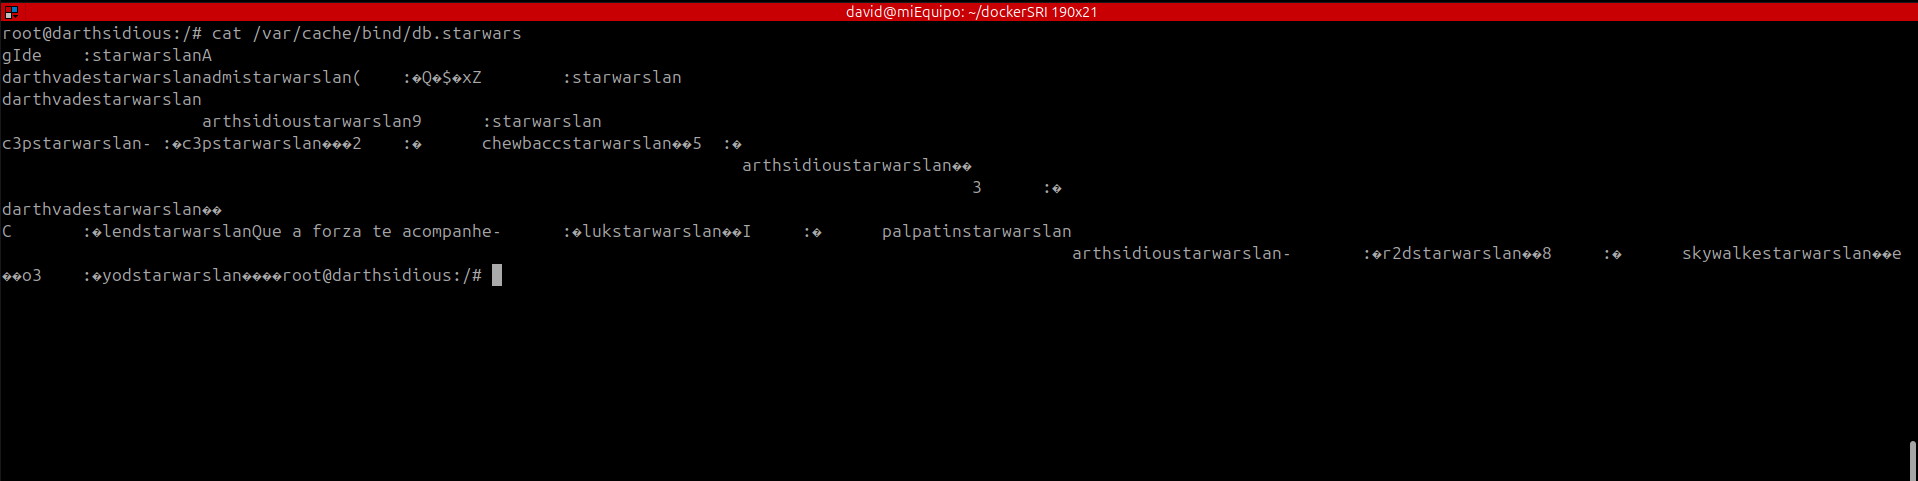 david@miEquipo: ~/dockerSRI 190x21
root@darthsidious:/# cat /var/cache/bind/db.starwars
gIde    :starwarslanA
darthvadestarwarslanadmistarwarslan(    :�Q�$�xZ        :starwarslan
darthvadestarwarslan
arthsidioustarwarslan9      :starwarslan
c3pstarwarslan- :�c3pstarwarslan���2    :�      chewbaccstarwarslan��5  :�
arthsidioustarwarslan��
3      :�
darthvadestarwarslan��
C       :�lendstarwarslanQue a forza te acompanhe-      :�lukstarwarslan��I     :�      palpatinstarwarslan
arthsidioustarwarslan-       :�r2dstarwarslan��8     :�      skywalkestarwarslan��e
��o3    :�yodstarwarslan����root@darthsidious:/#